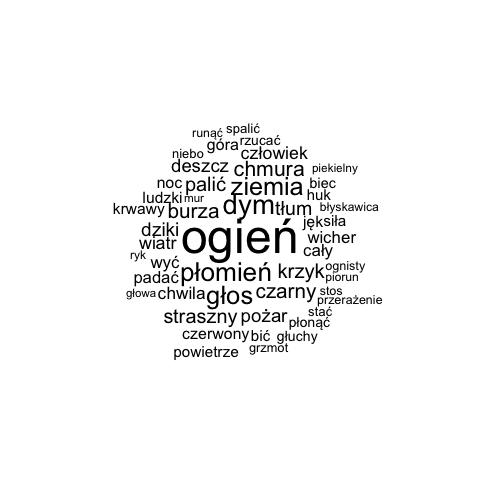 runąć spalić
góra rzucać
niebo człowiek
deszcz chmura piekielny
noc palić ziemia biec
ludzki mur dym tłum huk
krwawy burza błyskawica
dziki ogień jęk siła
wiatr wicher
ryk wyć cały
padać płomień krzyk ognisty
piorun
głowa chwila głos czarny stos
przerażenie
straszny pożar stać
płonąć
czerwony bić głuchy
powietrze grzmot